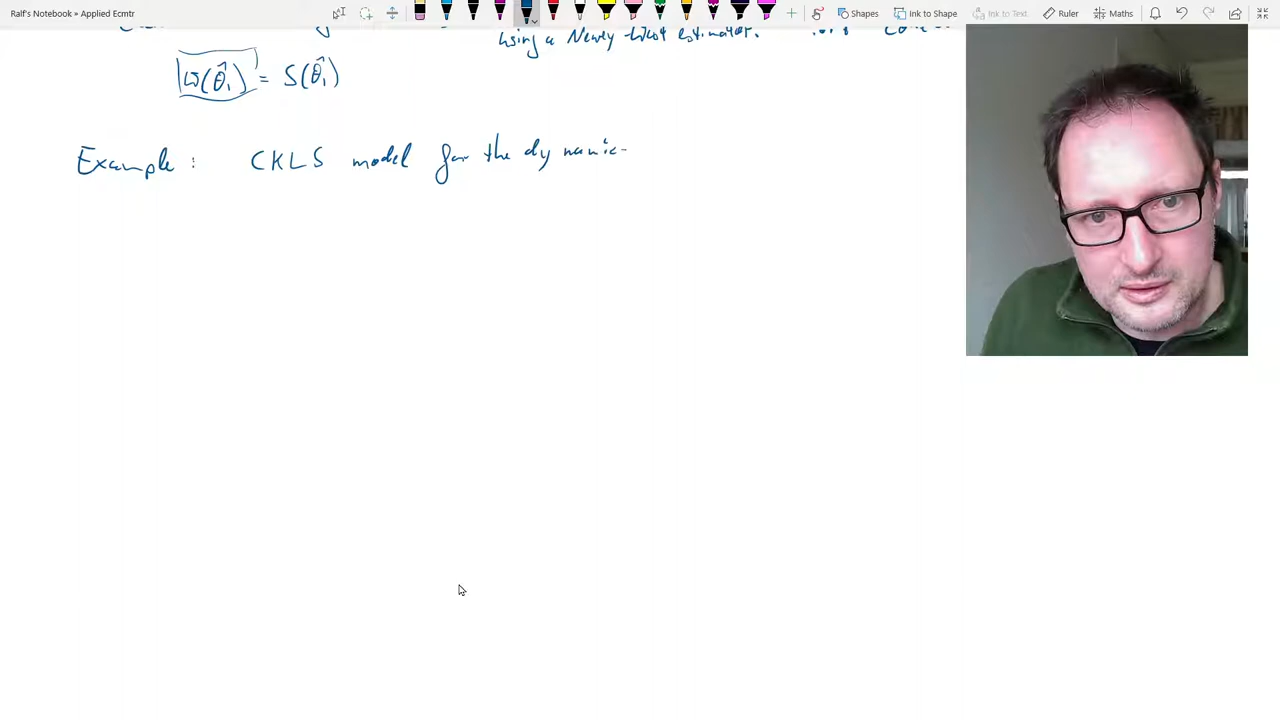 Ralf's Notebook » Applied Ecmtr
Shapes
Ink to Shape
Ink to Text
Ruler
Maths
using a Newly-West estimator.
W(θ̂₁) = S(θ̂₁)
Example : CKLS model for the dynamic